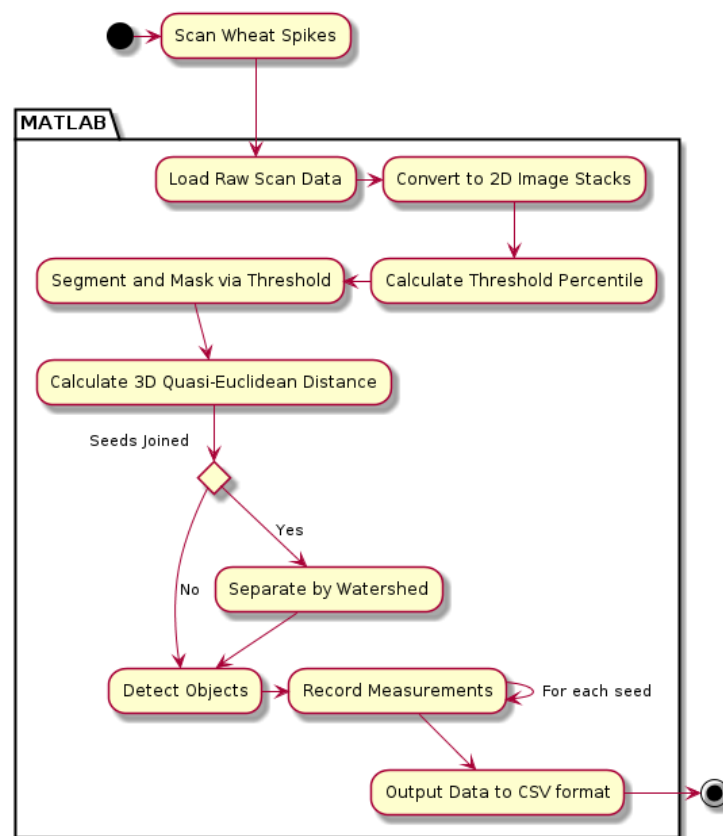 Scan Wheat Spikes
MATLAB
Load Raw Scan Data
Convert to 2D Image Stacks
Segment and Mask via Threshold
Calculate Threshold Percentile
Calculate 3D Quasi-Euclidean Distance
Seeds Joined
Yes
No
Separate by Watershed
Detect Objects
Record Measurements
For each seed
Output Data to CSV format